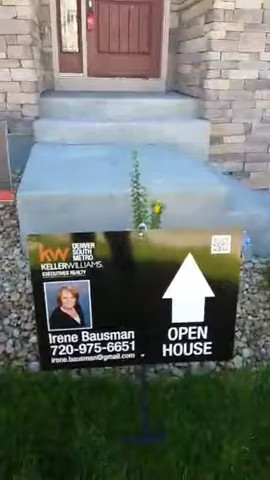 kw DENVER
SOUTH
METRO
KELLERWILLIAMS.
EXECUTIVES REALTY
Irene Bausman
720-975-6651
irene.bausman@gmail.com
OPEN
HOUSE